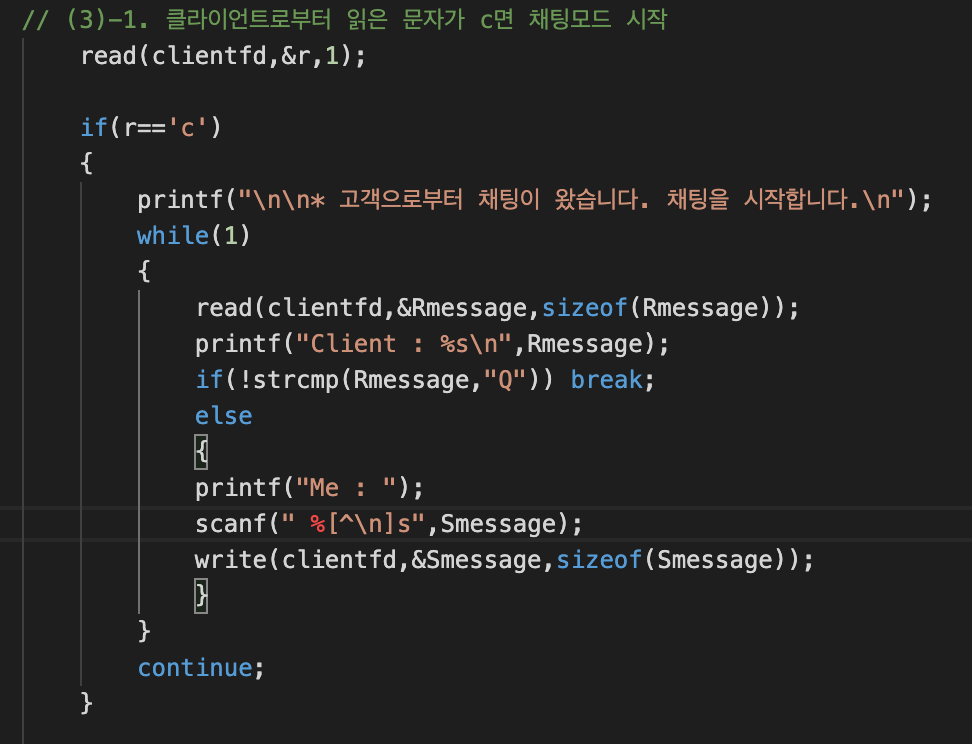 // (3)-1. 클라이언트로부터 읽은 문자가 c면 채팅모드 시작
read(clientfd,&r,1);
if(r=='c')
{
printf("\n\n* 고객으로부터 채팅이 왔습니다. 채팅을 시작합니다.\n");
while(1)
{
read(clientfd,&Rmessage,sizeof(Rmessage));
printf("Client : %s\n",Rmessage);
if(!strcmp(Rmessage,"Q")) break;
else
{
printf("Me : ");
scanf(" %[^\n]s",Smessage);
write(clientfd,&Smessage,sizeof(Smessage));
}
}
continue;
}